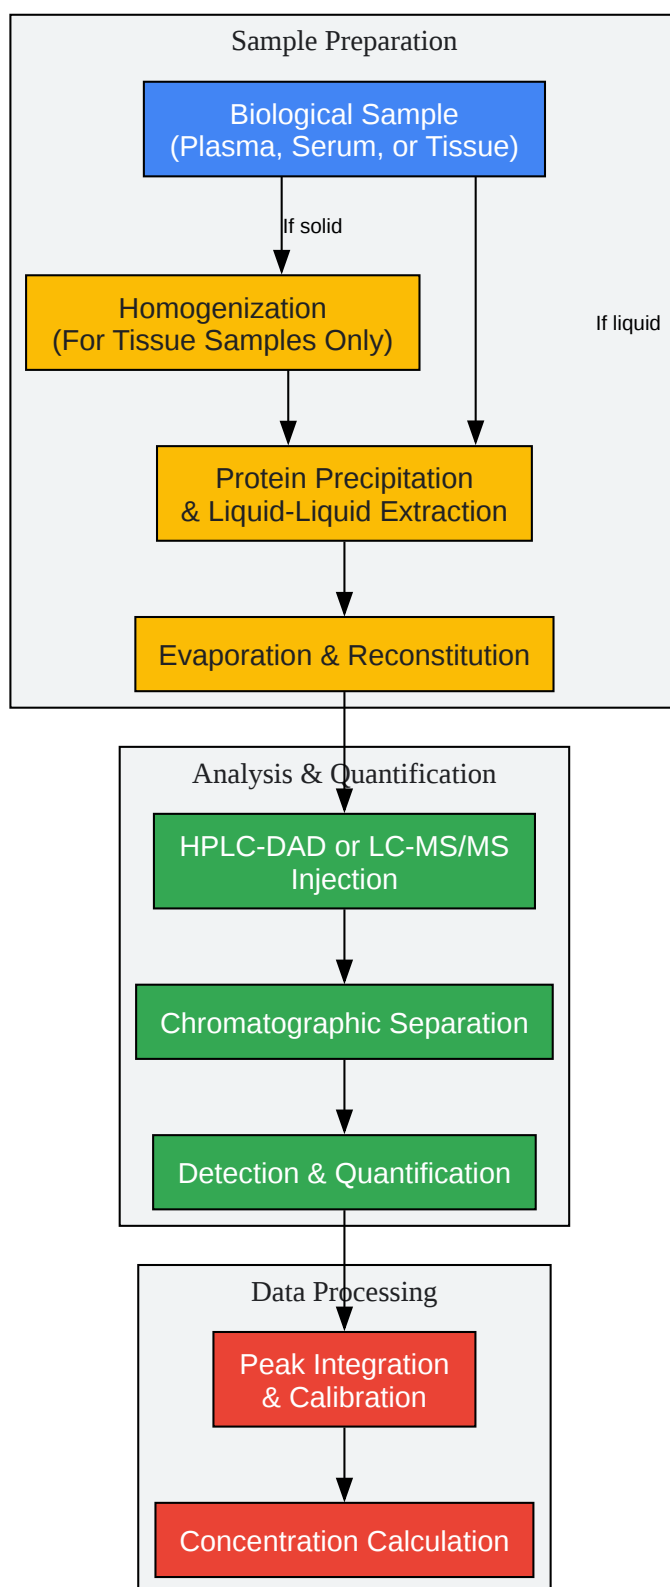 Sample Preparation
Biological Sample
(Plasma, Serum, or Tissue)
If solid
Homogenization
(For Tissue Samples Only)
If liquid
Protein Precipitation
& Liquid-Liquid Extraction
Evaporation & Reconstitution
Analysis & Quantification
HPLC-DAD or LC-MS/MS
Injection
Chromatographic Separation
Detection & Quantification
Data Processing
Peak Integration
& Calibration
Concentration Calculation